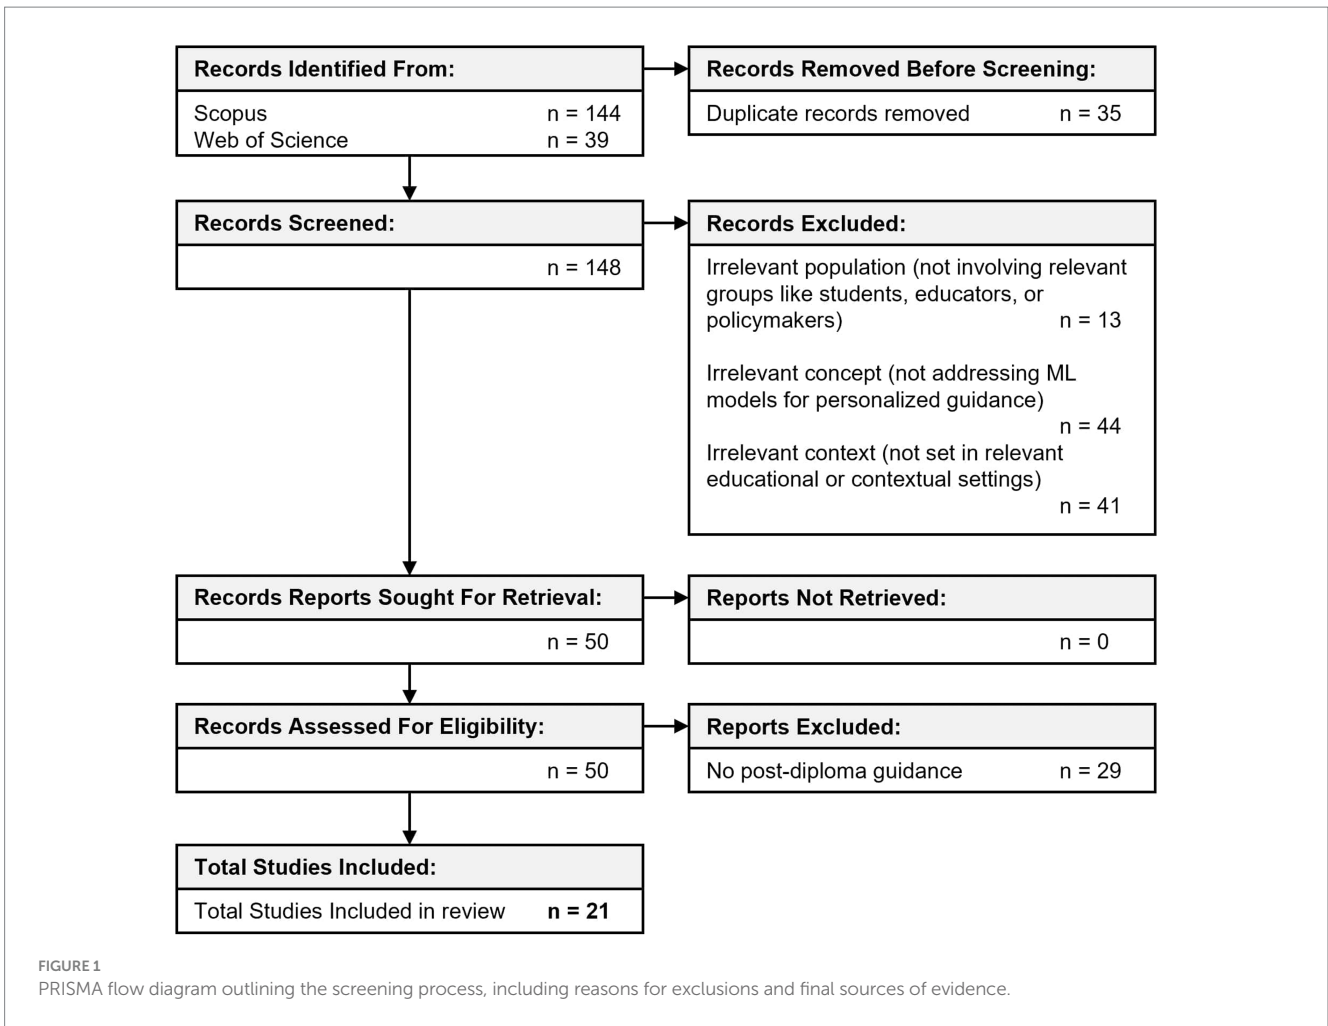 Records Identified From:
Scopus n = 144
Web of Science n = 39
Records Removed Before Screening:
Duplicate records removed n = 35
Records Screened:
n = 148
Records Excluded:
Irrelevant population (not involving relevant
groups like students, educators, or
policymakers) n = 13
Irrelevant concept (not addressing ML
models for personalized guidance)
n = 44
Irrelevant context (not set in relevant
educational or contextual settings)
n = 41
Records Reports Sought For Retrieval:
n = 50
Reports Not Retrieved:
n = 0
Records Assessed For Eligibility:
n = 50
Reports Excluded:
No post-diploma guidance n = 29
Total Studies Included:
Total Studies Included in review n = 21
FIGURE 1
PRISMA flow diagram outlining the screening process, including reasons for exclusions and final sources of evidence.